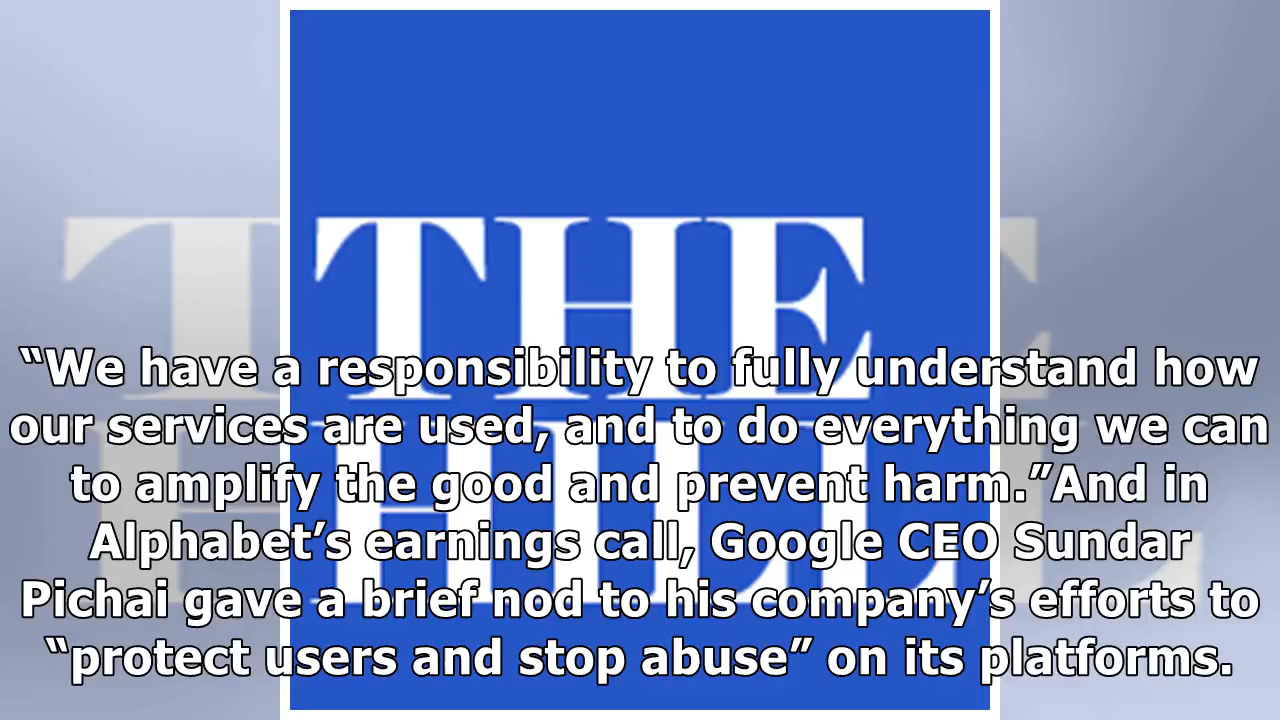 THE
HILL
“We have a responsibility to fully understand how
our services are used, and to do everything we can
to amplify the good and prevent harm.”And in
Alphabet’s earnings call, Google CEO Sundar
Pichai gave a brief nod to his company’s efforts to
“protect users and stop abuse” on its platforms.